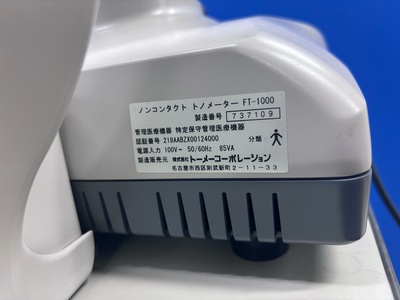 ノンコンタクト トノメーター FT-1000
製造番号 737109
管理医療機器 特定保守管理医療機器
認証番号 218AABZX00124000 分類
電源入力 100V~ 50/60Hz 85VA
製造販売元 株式会社トーメーコーポレーション
名古屋市西区則武新町2-11-33